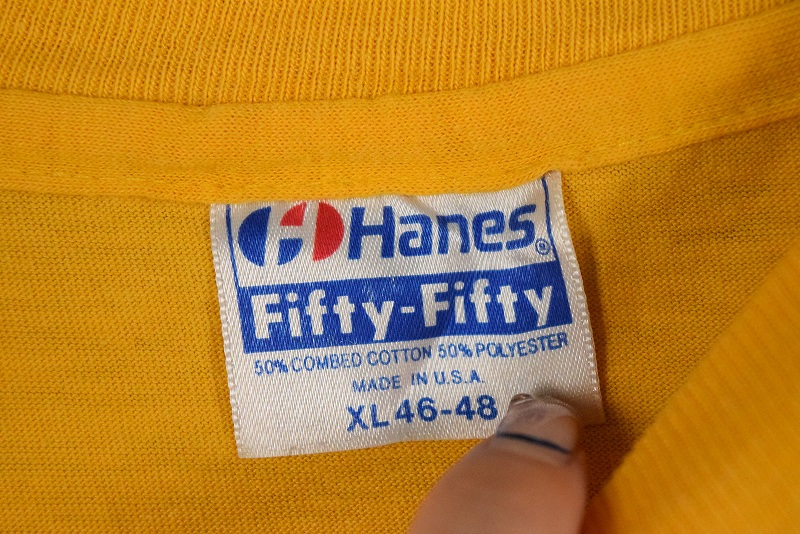 Hanes®
Fifty-Fifty
50% COMBED COTTON 50% POLYESTER
MADE IN U.S.A.
XL 46-48